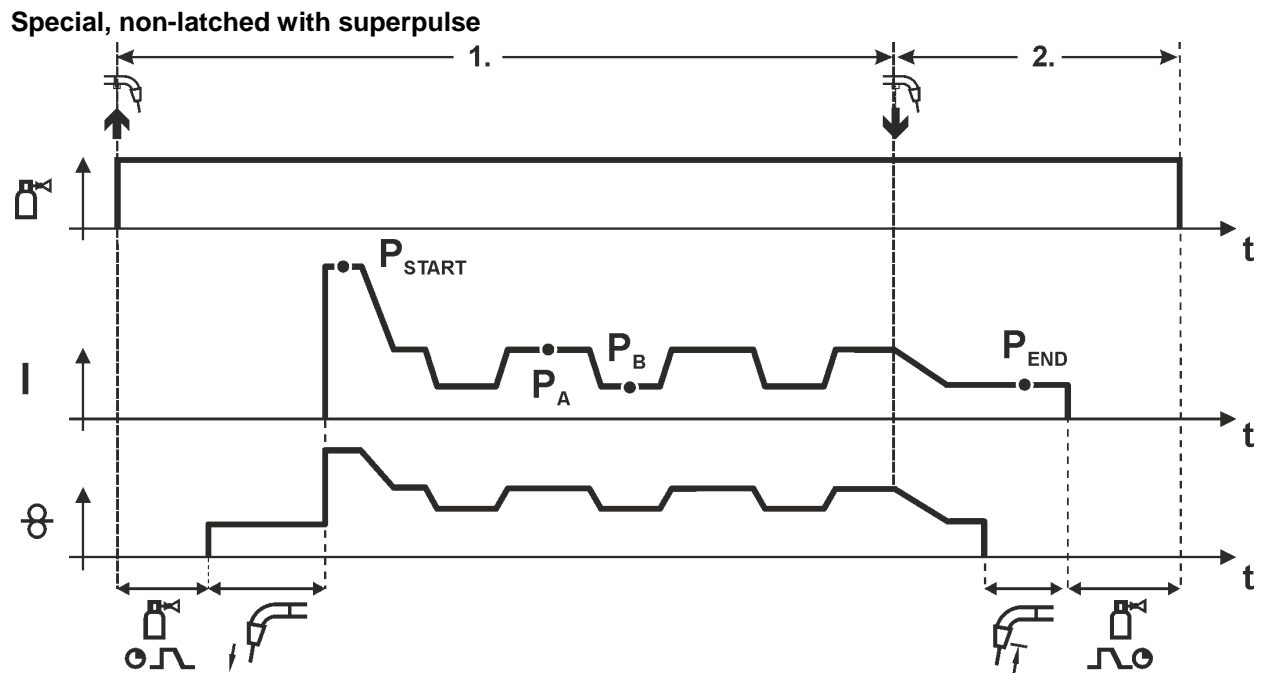 Special, non-latched with superpulse
1. 2.
t
P START
I
P A
P B
P END
t
t